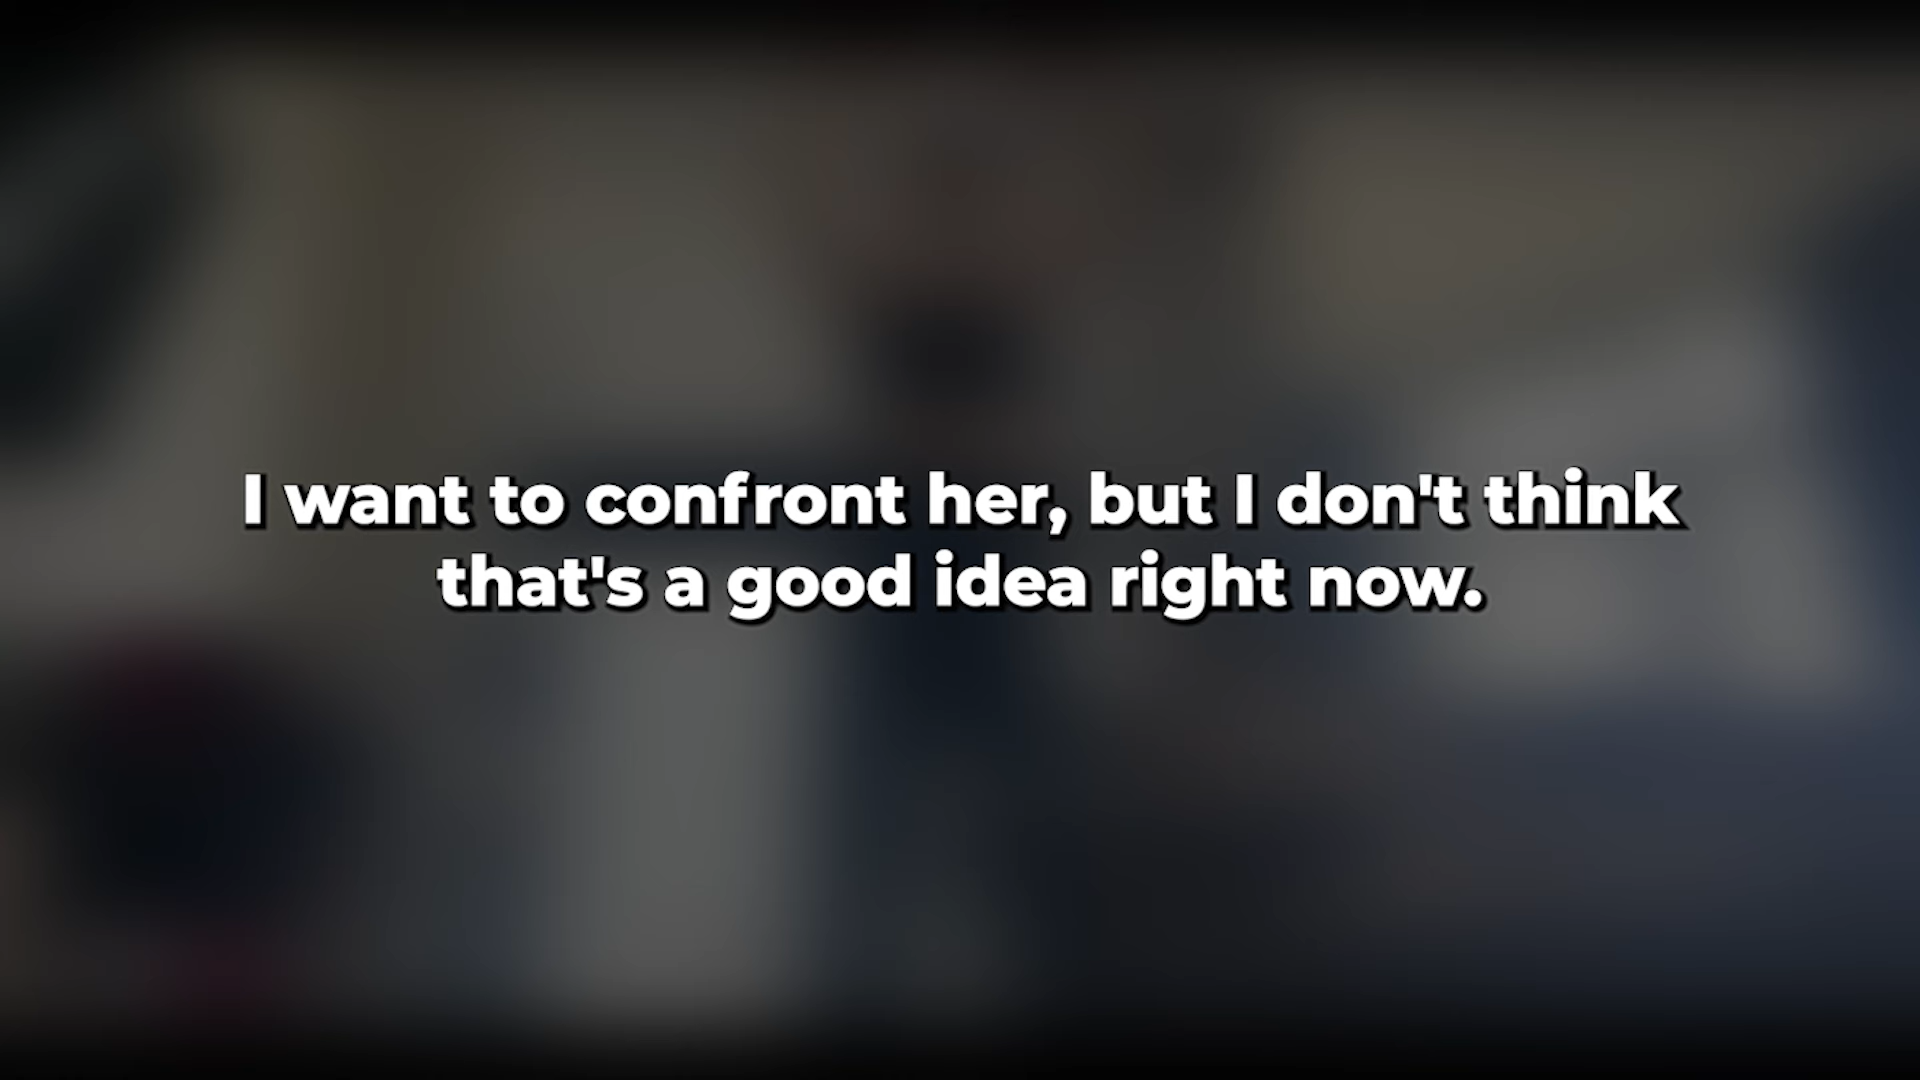 I want to confront her, but I don't think
that's a good idea right now.